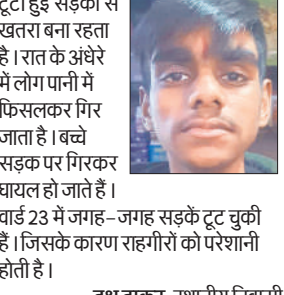 टूटी हुई सड़कों से
खतरा बना रहता
है। रात के अंधेरे
में लोग पानी में
फिसलकर गिर
जाता है। बच्चे
सड़क पर गिरकर
घायल हो जाते हैं।
वार्ड 23 में जगह-जगह सड़कें टूट चुकी
हैं। जिसके कारण राहगीरों को परेशानी
होती है।